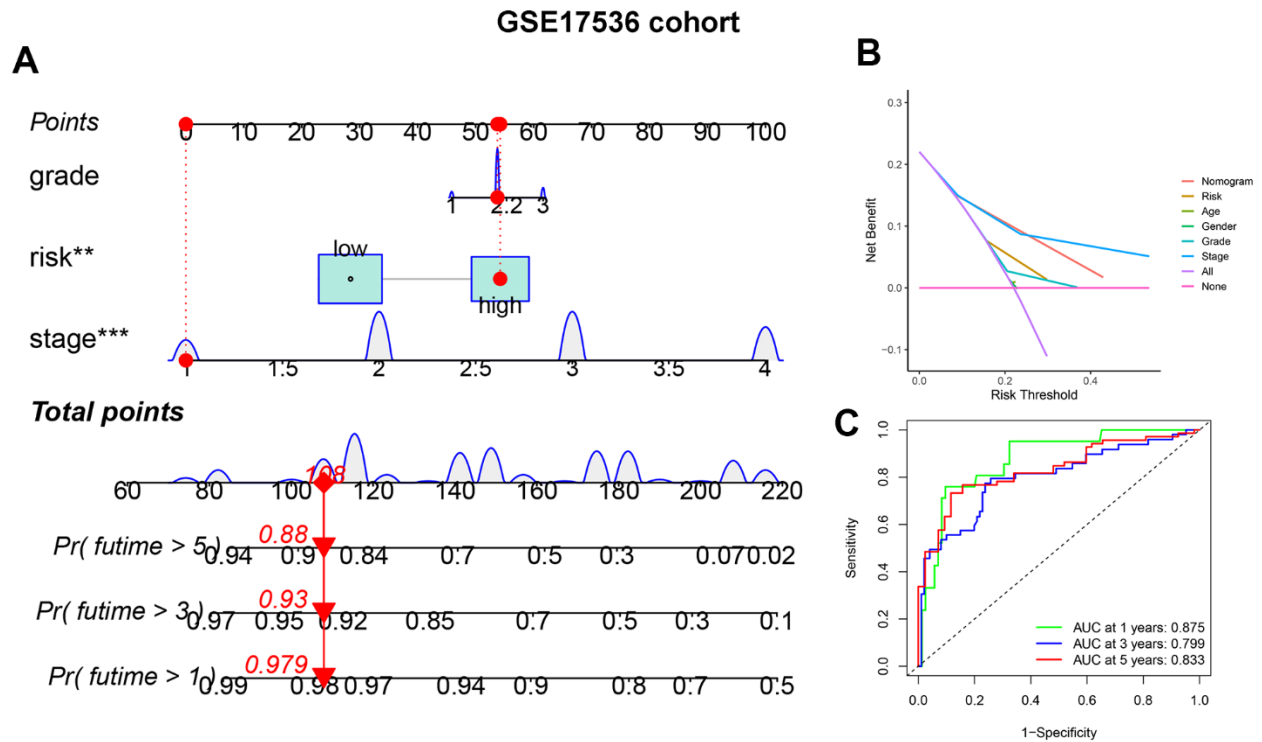 GSE17536 cohort
A
Points
0 10 20 30 40 50 60 70 80 90 100
grade
1 2 2.2 3
low
risk**
high
stage***
1 1.5 2 2.5 3 3.5 4
Total points
108
60 80 100 120 140 160 180 200 220
0.88
Pr( futime > 5 )
0.94 0.9 0.84 0.7 0.5 0.3 0.07 0.02
0.93
Pr( futime > 3 )
0.97 0.95 0.92 0.85 0.7 0.5 0.3 0.1
0.979
Pr( futime > 1 )
0.99 0.98 0.97 0.94 0.9 0.8 0.7 0.5
B
Net Benefit
0.3
0.2
0.1
0.0
−0.1
0.0 0.2 0.4
Risk Threshold
Nomogram
Risk
Age
Gender
Grade
Stage
All
None
C
Sensitivity
1.0
0.8
0.6
0.4
0.2
0.0
AUC at 1 years: 0.875
AUC at 3 years: 0.799
AUC at 5 years: 0.833
0.0 0.2 0.4 0.6 0.8 1.0
1−Specificity